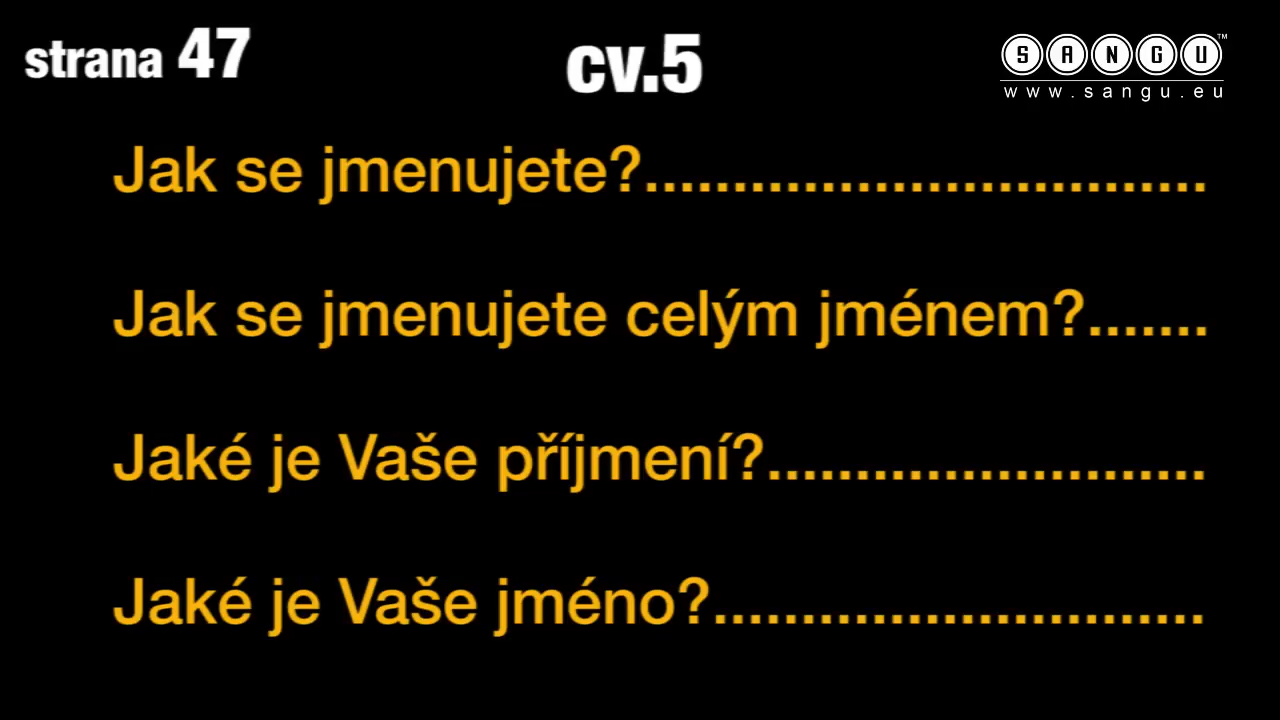 strana 47
cv.5
SANGU™
www.sangu.eu
Jak se jmenujete?................................
Jak se jmenujete celým jménem?.......
Jaké je Vaše příjmení?.........................
Jaké je Vaše jméno?............................